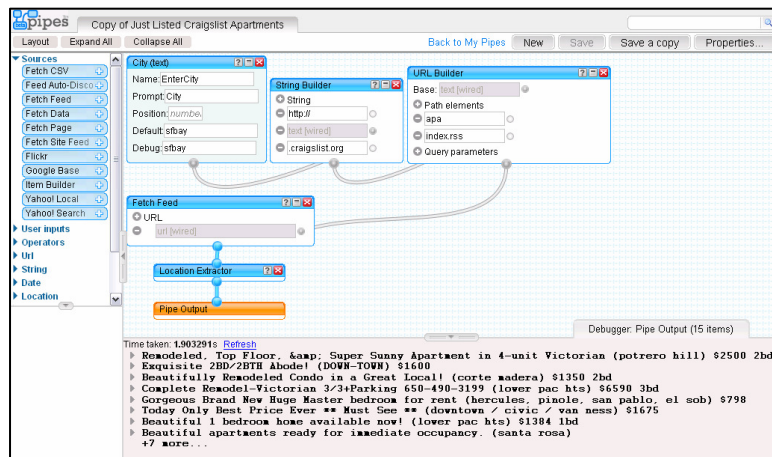 pipes
Copy of Just Listed Craigslist Apartments
Layout Expand All Collapse All Back to My Pipes New Save Save a copy Properties...
Sources
Fetch CSV
Feed Auto-Disco
Fetch Feed
Fetch Data
Fetch Page
Fetch Site Feed
Flickr
Google Base
Item Builder
Yahoo! Local
Yahoo! Search
User inputs
Operators
Url
String
Date
Location
City (text)
Name: EnterCity
Prompt: City
Position: number
Default: sfbay
Debug: sfbay
String Builder
String
http://
text [wired]
.craigslist.org
URL Builder
Base: text [wired]
Path elements
apa
index.rss
Query parameters
Fetch Feed
URL
url [wired]
Location Extractor
Pipe Output
Debugger: Pipe Output (15 items)
Time taken: 1.903291s Refresh
Remodeled, Top Floor, &amp; Super Sunny Apartment in 4-unit Victorian (potrero hill) $2500 2bd
Exquisite 2BD/2BTH Abode! (DOWN-TOWN) $1600
Beautifully Remodeled Condo in a Great Local! (corte madera) $1350 2bd
Complete Remodel-Victorian 3/3+Parking 650-490-3199 (lower pac hts) $6590 3bd
Gorgeous Brand New Huge Master bedroom for rent (hercules, pinole, san pablo, el sob) $798
Today Only Best Price Ever ** Must See ** (downtown / civic / van ness) $1675
Beautiful 1 bedroom home available now! (lower pac hts) $1384 1bd
Beautiful apartments ready for immediate occupancy. (santa rosa)
+7 more...